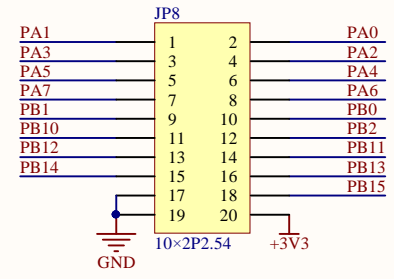 JP8
PA1 1 2 PA0
PA3 3 4 PA2
PA5 5 6 PA4
PA7 7 8 PA6
PB1 9 10 PB0
PB10 11 12 PB2
PB12 13 14 PB11
PB14 15 16 PB13
17 18 PB15
19 20
GND 10×2P2.54 +3V3